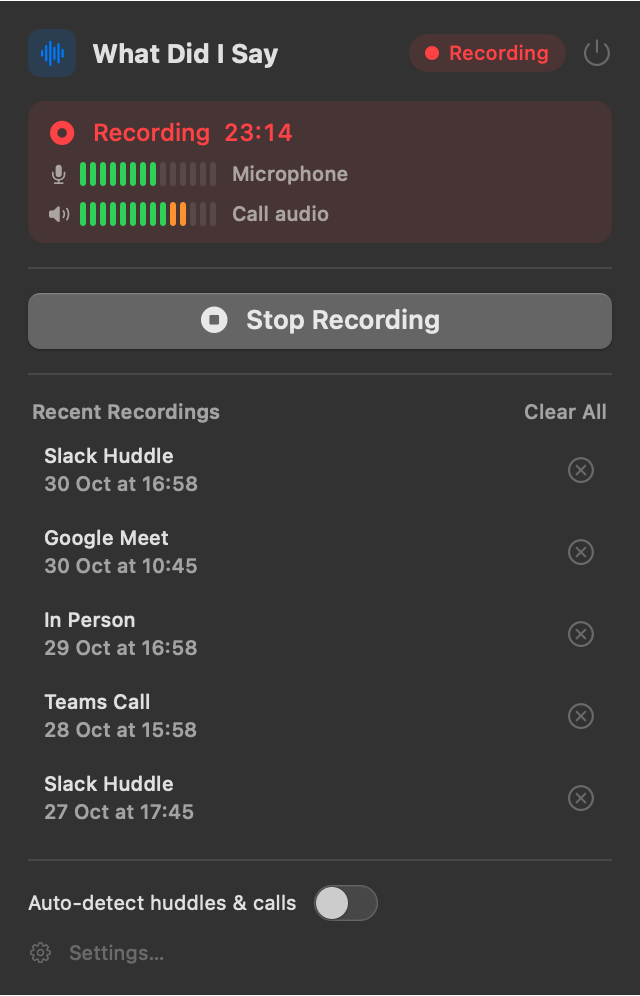 What Did I Say
Recording
Recording 23:14
Microphone
Call audio
Stop Recording
Recent Recordings
Clear All
Slack Huddle
30 Oct at 16:58
Google Meet
30 Oct at 10:45
In Person
29 Oct at 16:58
Teams Call
28 Oct at 15:58
Slack Huddle
27 Oct at 17:45
Auto-detect huddles & calls
Settings...